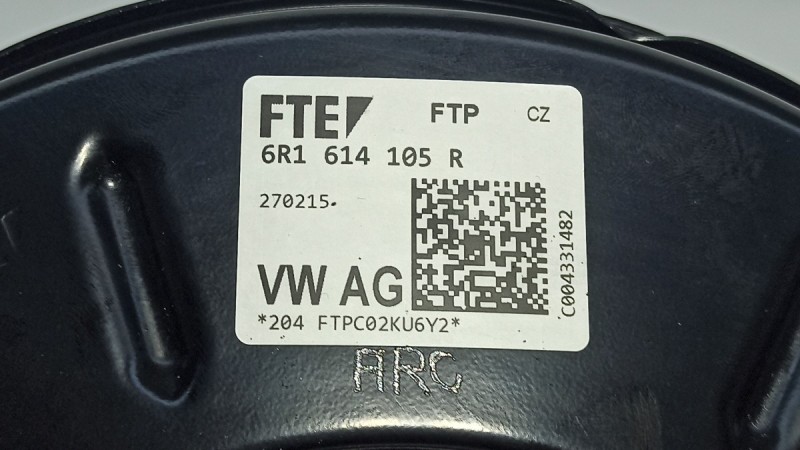 FTE FTP CZ
6R1 614 105 R
270215.
C004331482
VW AG
*204 FTPC02KU6Y2*
ARC